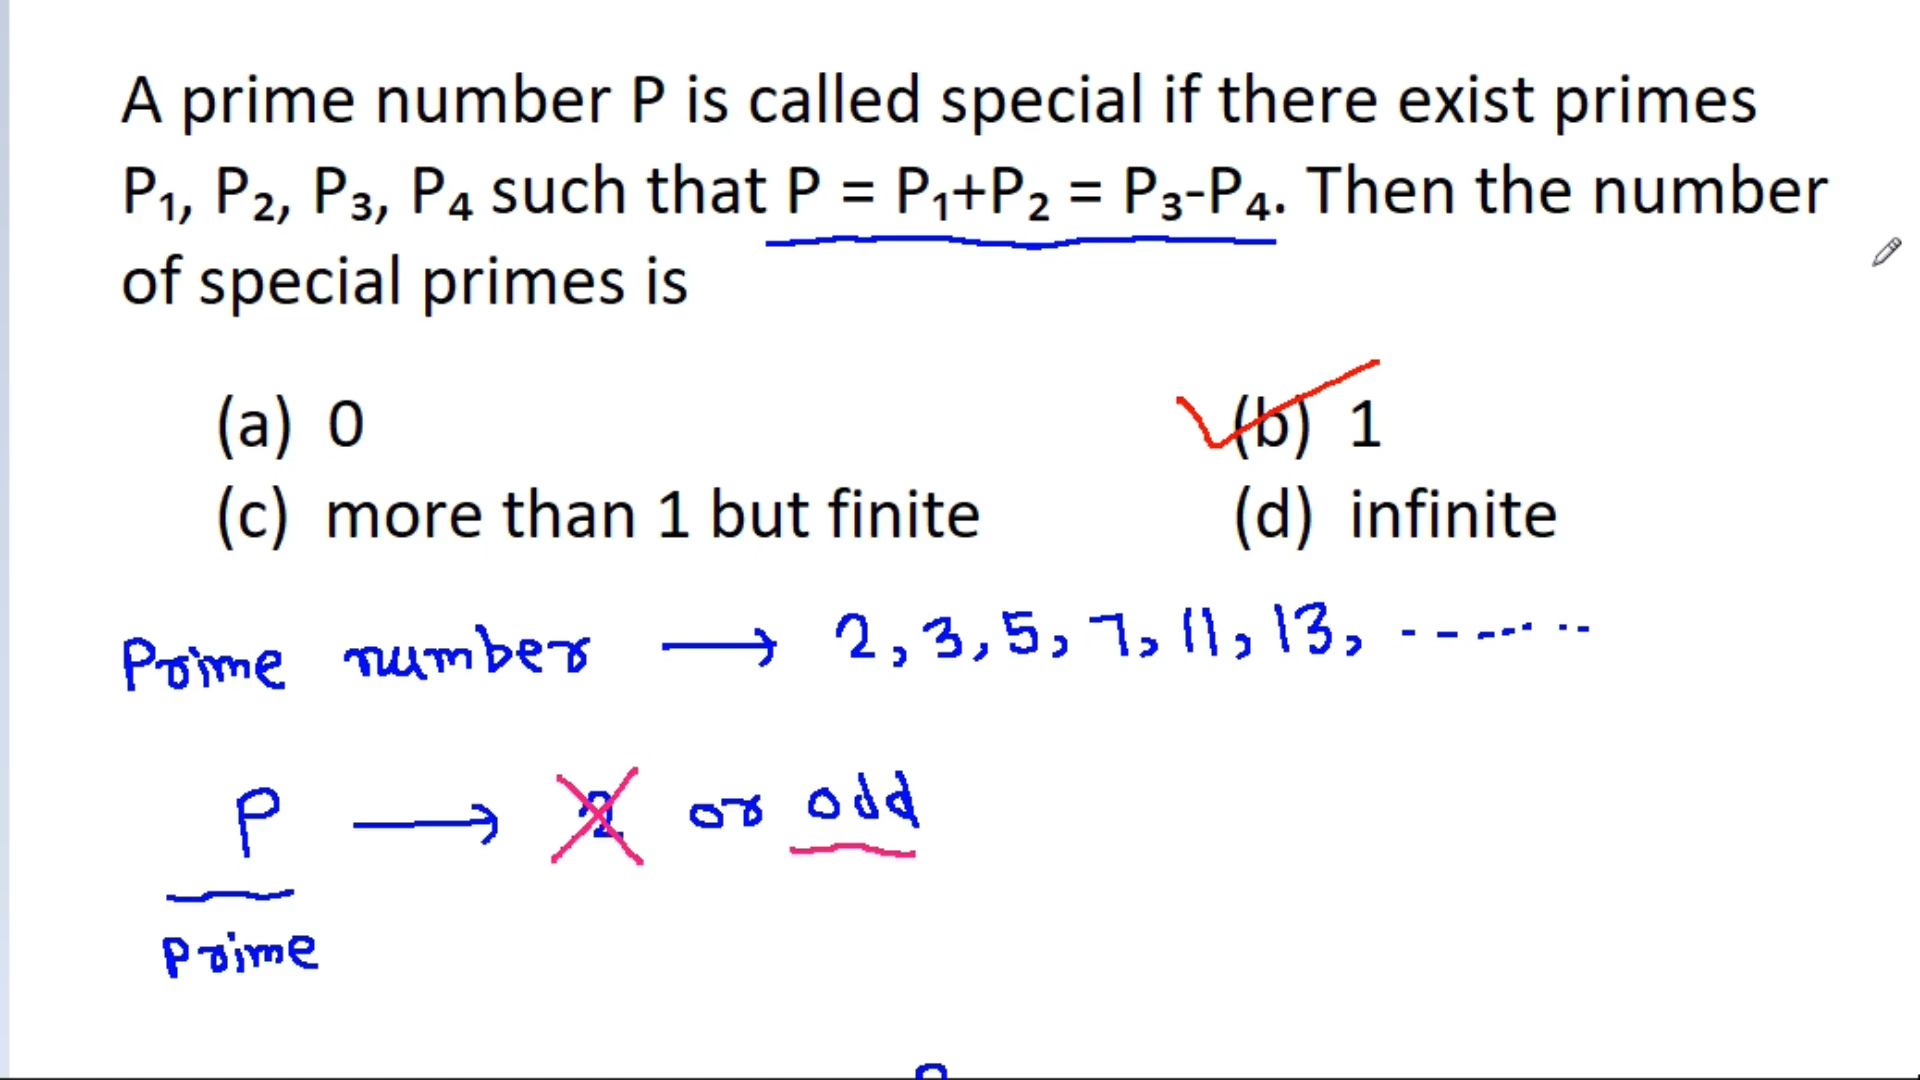 A prime number P is called special if there exist primes
P₁, P₂, P₃, P₄ such that P = P₁+P₂ = P₃-P₄. Then the number
of special primes is
(a) 0 (b) 1
(c) more than 1 but finite (d) infinite
Prime number → 2, 3, 5, 7, 11, 13, -------
P → 2 or odd
Prime